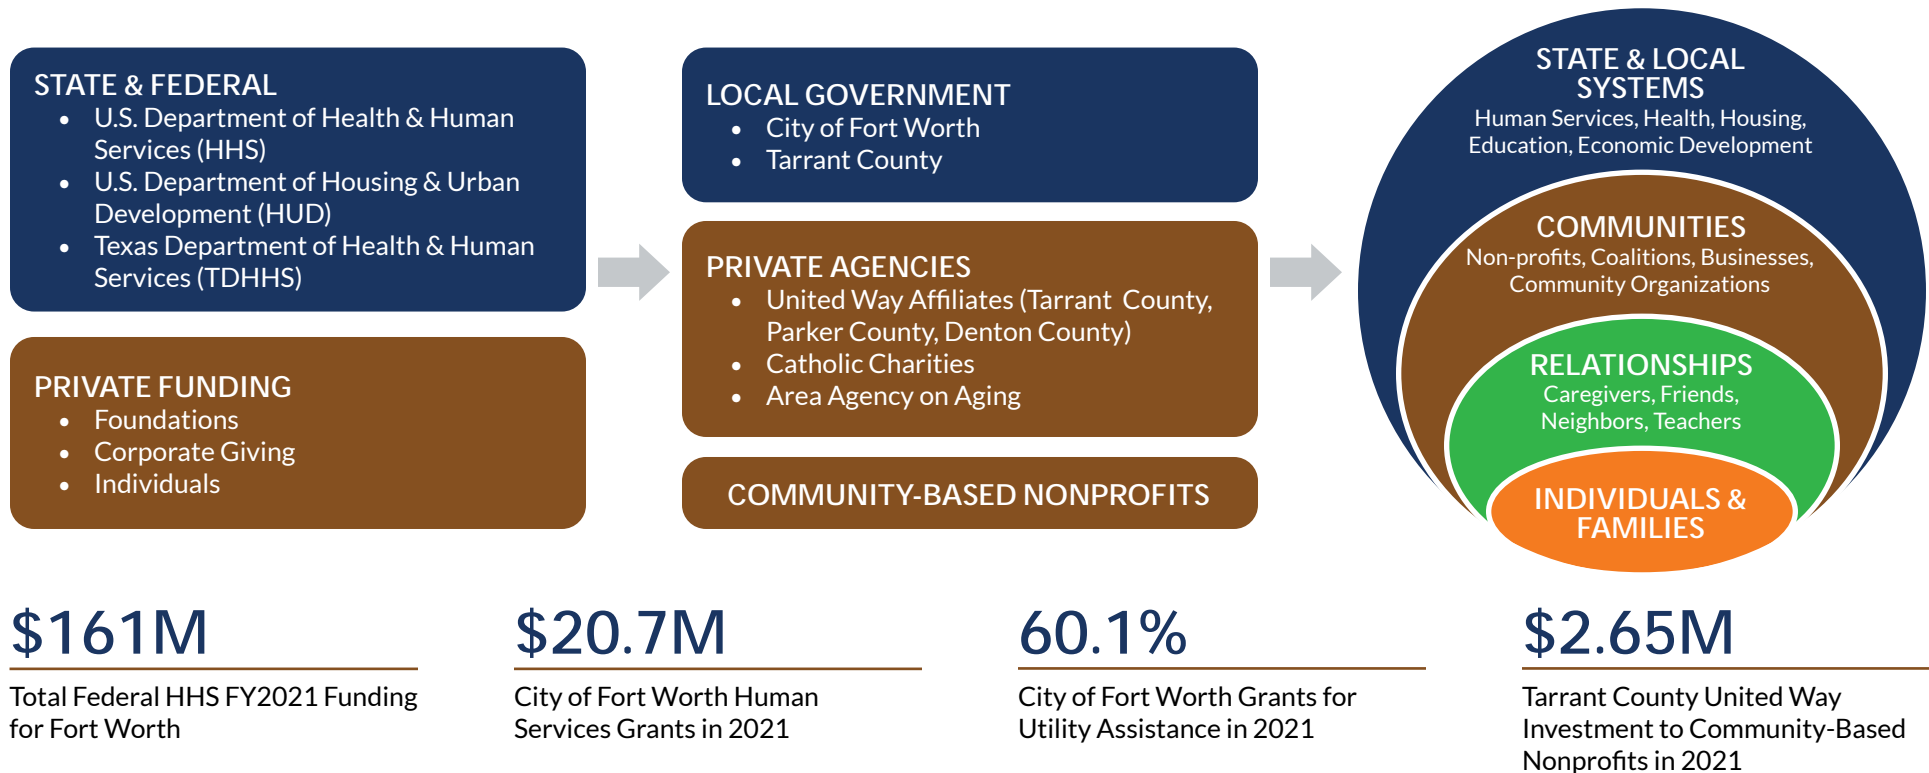 STATE & FEDERAL
• U.S. Department of Health & Human
Services (HHS)
• U.S. Department of Housing & Urban
Development (HUD)
• Texas Department of Health & Human
Services (TDHHS)
PRIVATE FUNDING
• Foundations
• Corporate Giving
• Individuals
LOCAL GOVERNMENT
• City of Fort Worth
• Tarrant County
PRIVATE AGENCIES
• United Way Affiliates (Tarrant County,
Parker County, Denton County)
• Catholic Charities
• Area Agency on Aging
COMMUNITY-BASED NONPROFITS
STATE & LOCAL
SYSTEMS
Human Services, Health, Housing,
Education, Economic Development
COMMUNITIES
Non-profits, Coalitions, Businesses,
Community Organizations
RELATIONSHIPS
Caregivers, Friends,
Neighbors, Teachers
INDIVIDUALS &
FAMILIES
$161M
Total Federal HHS FY2021 Funding
for Fort Worth
$20.7M
City of Fort Worth Human
Services Grants in 2021
60.1%
City of Fort Worth Grants for
Utility Assistance in 2021
$2.65M
Tarrant County United Way
Investment to Community-Based
Nonprofits in 2021